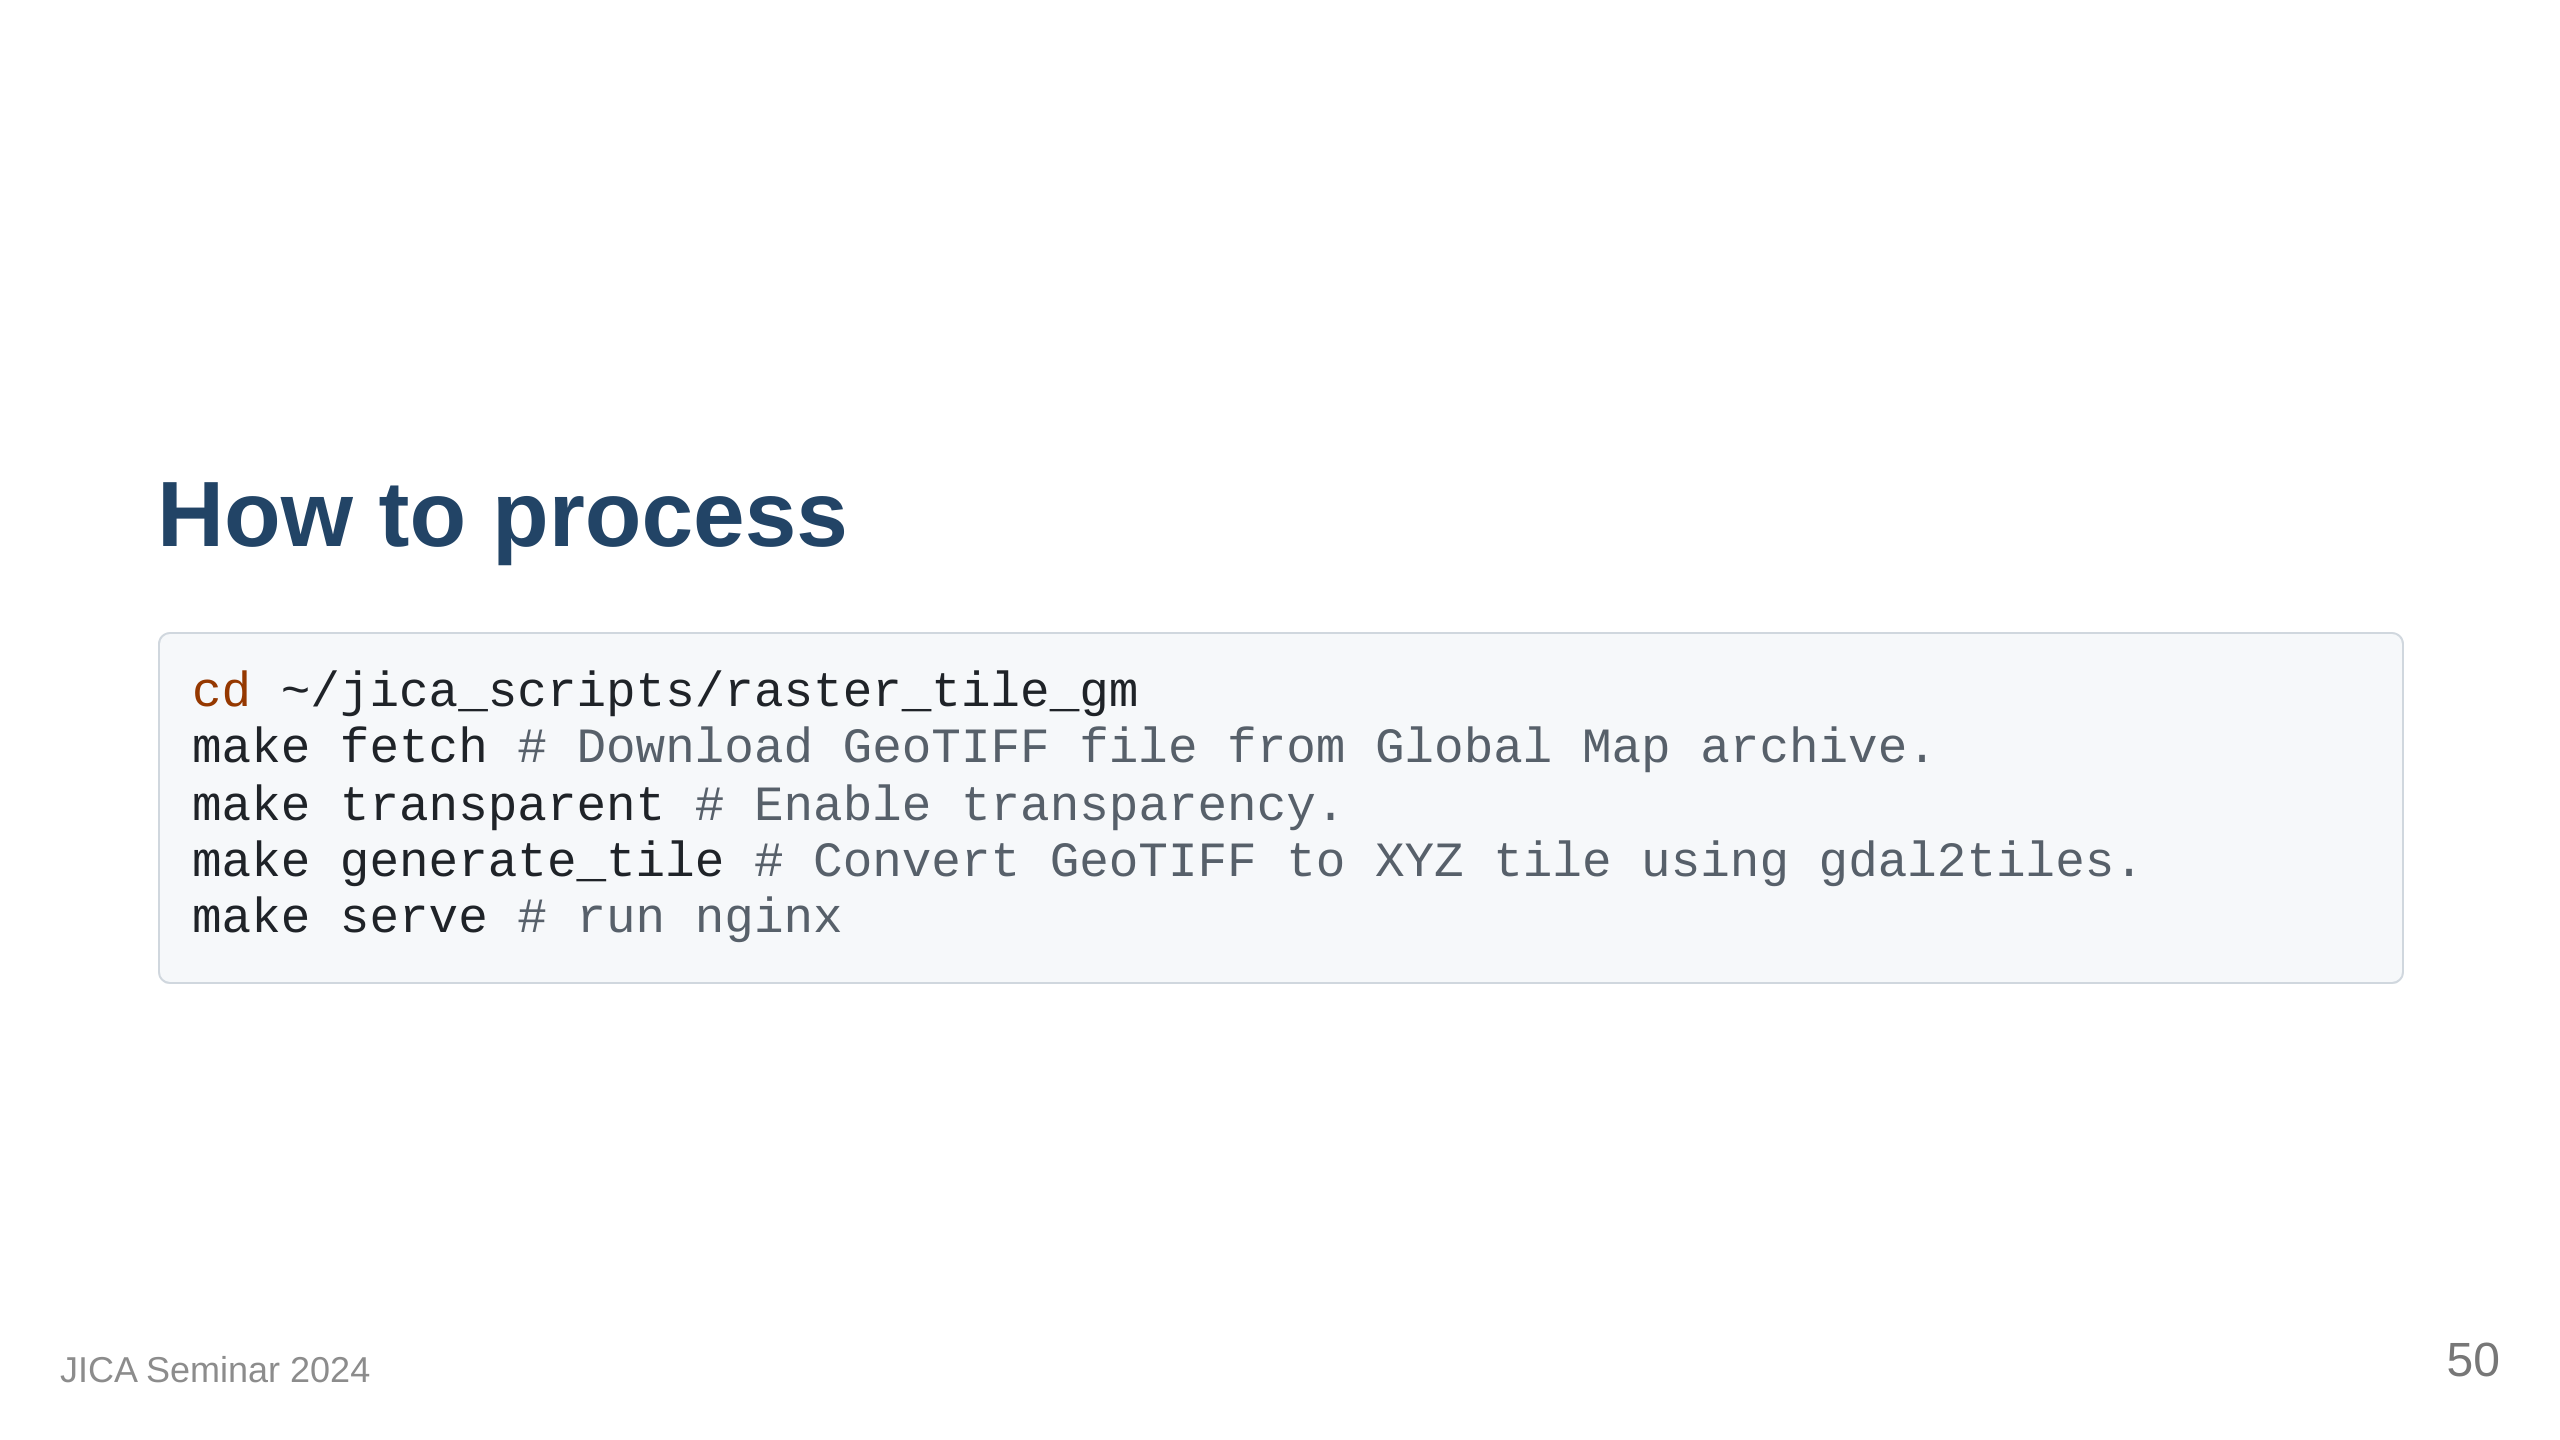 How to process
cd ~/jica_scripts/raster_tile_gm
make fetch # Download GeoTIFF file from Global Map archive.
make transparent # Enable transparency.
make generate_tile # Convert GeoTIFF to XYZ tile using gdal2tiles.
make serve # run nginx
JICA Seminar 2024
50